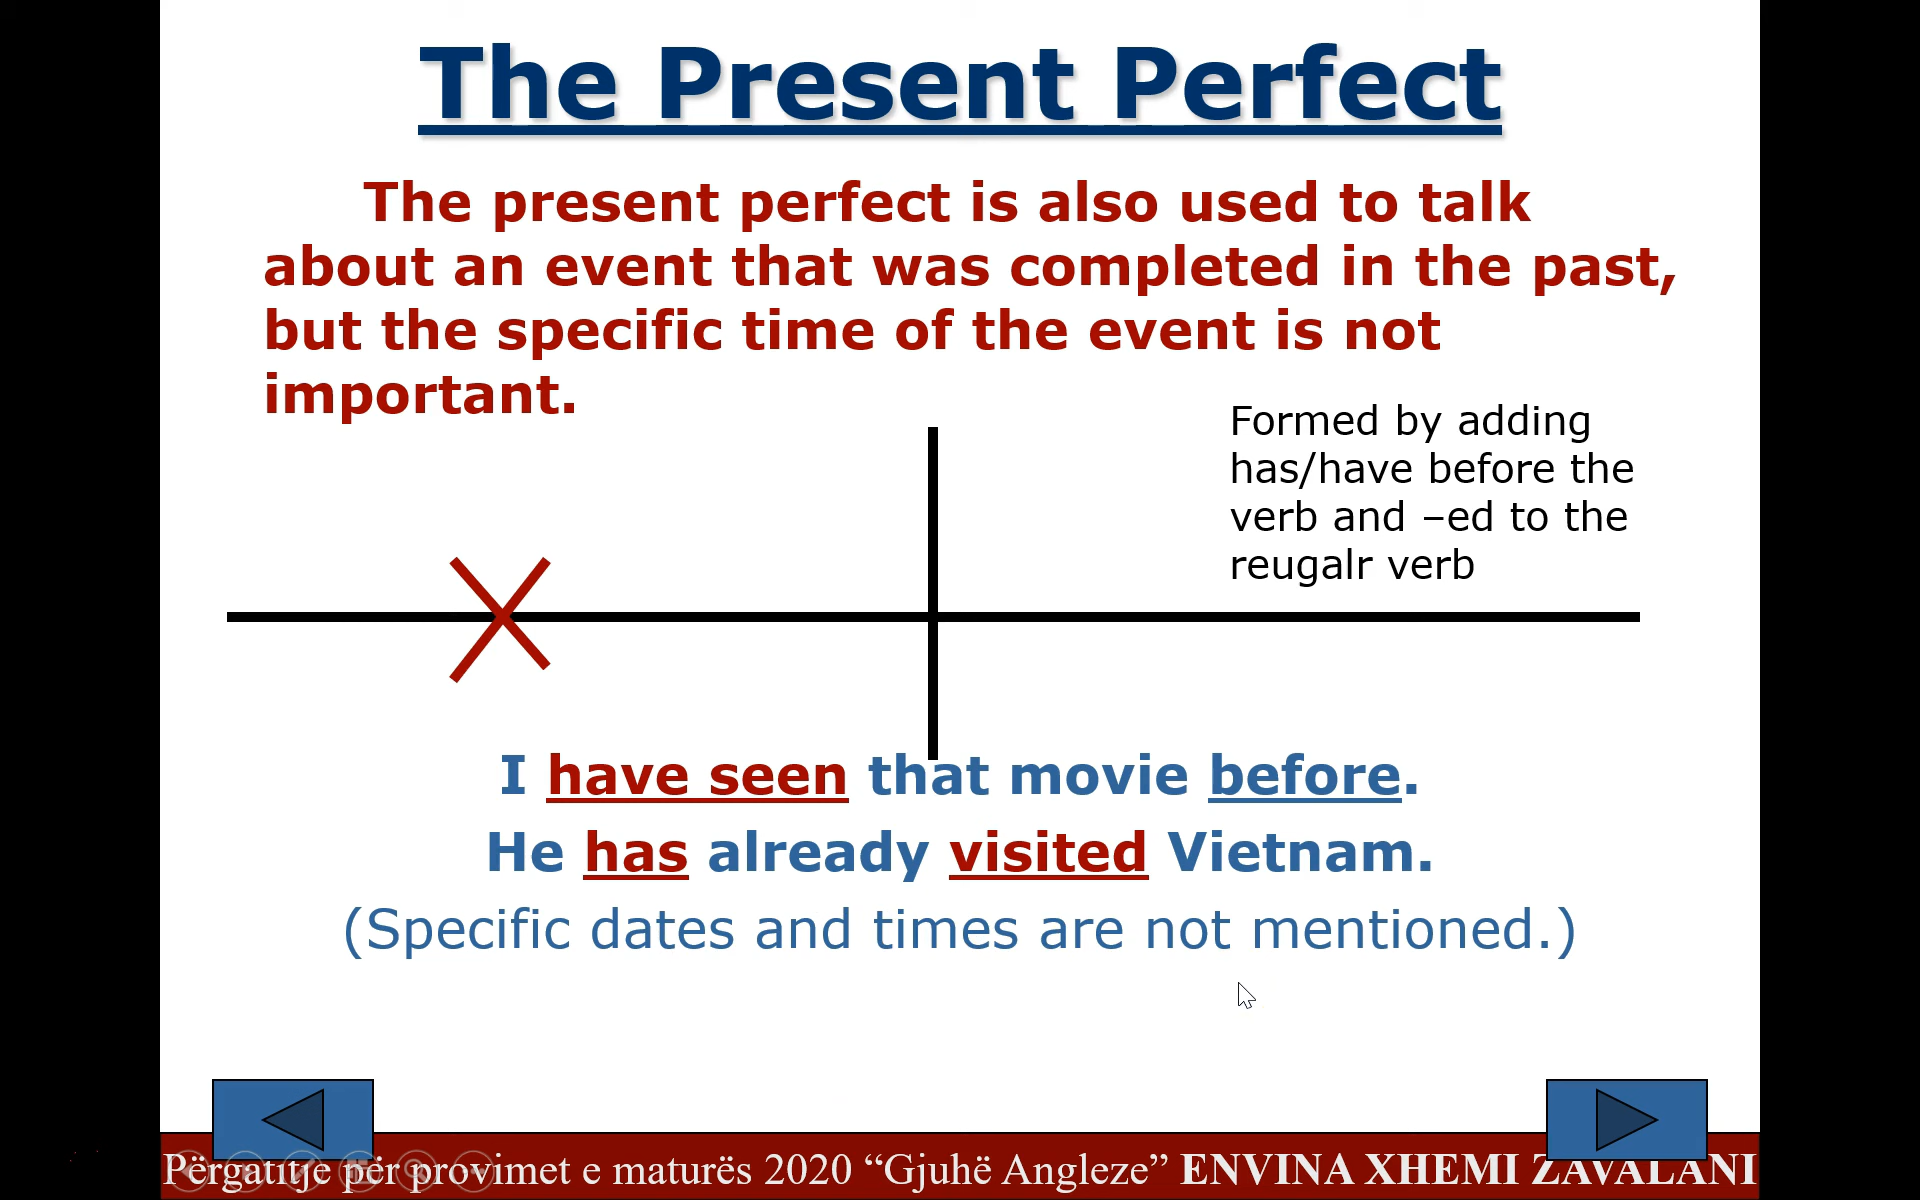 The Present Perfect
The present perfect is also used to talk
about an event that was completed in the past,
but the specific time of the event is not
important.
Formed by adding
has/have before the
verb and –ed to the
reugalr verb
I have seen that movie before.
He has already visited Vietnam.
(Specific dates and times are not mentioned.)
Përgatitje për provimet e maturës 2020 “Gjuhë Angleze” ENVINA XHEMI ZAVALANI